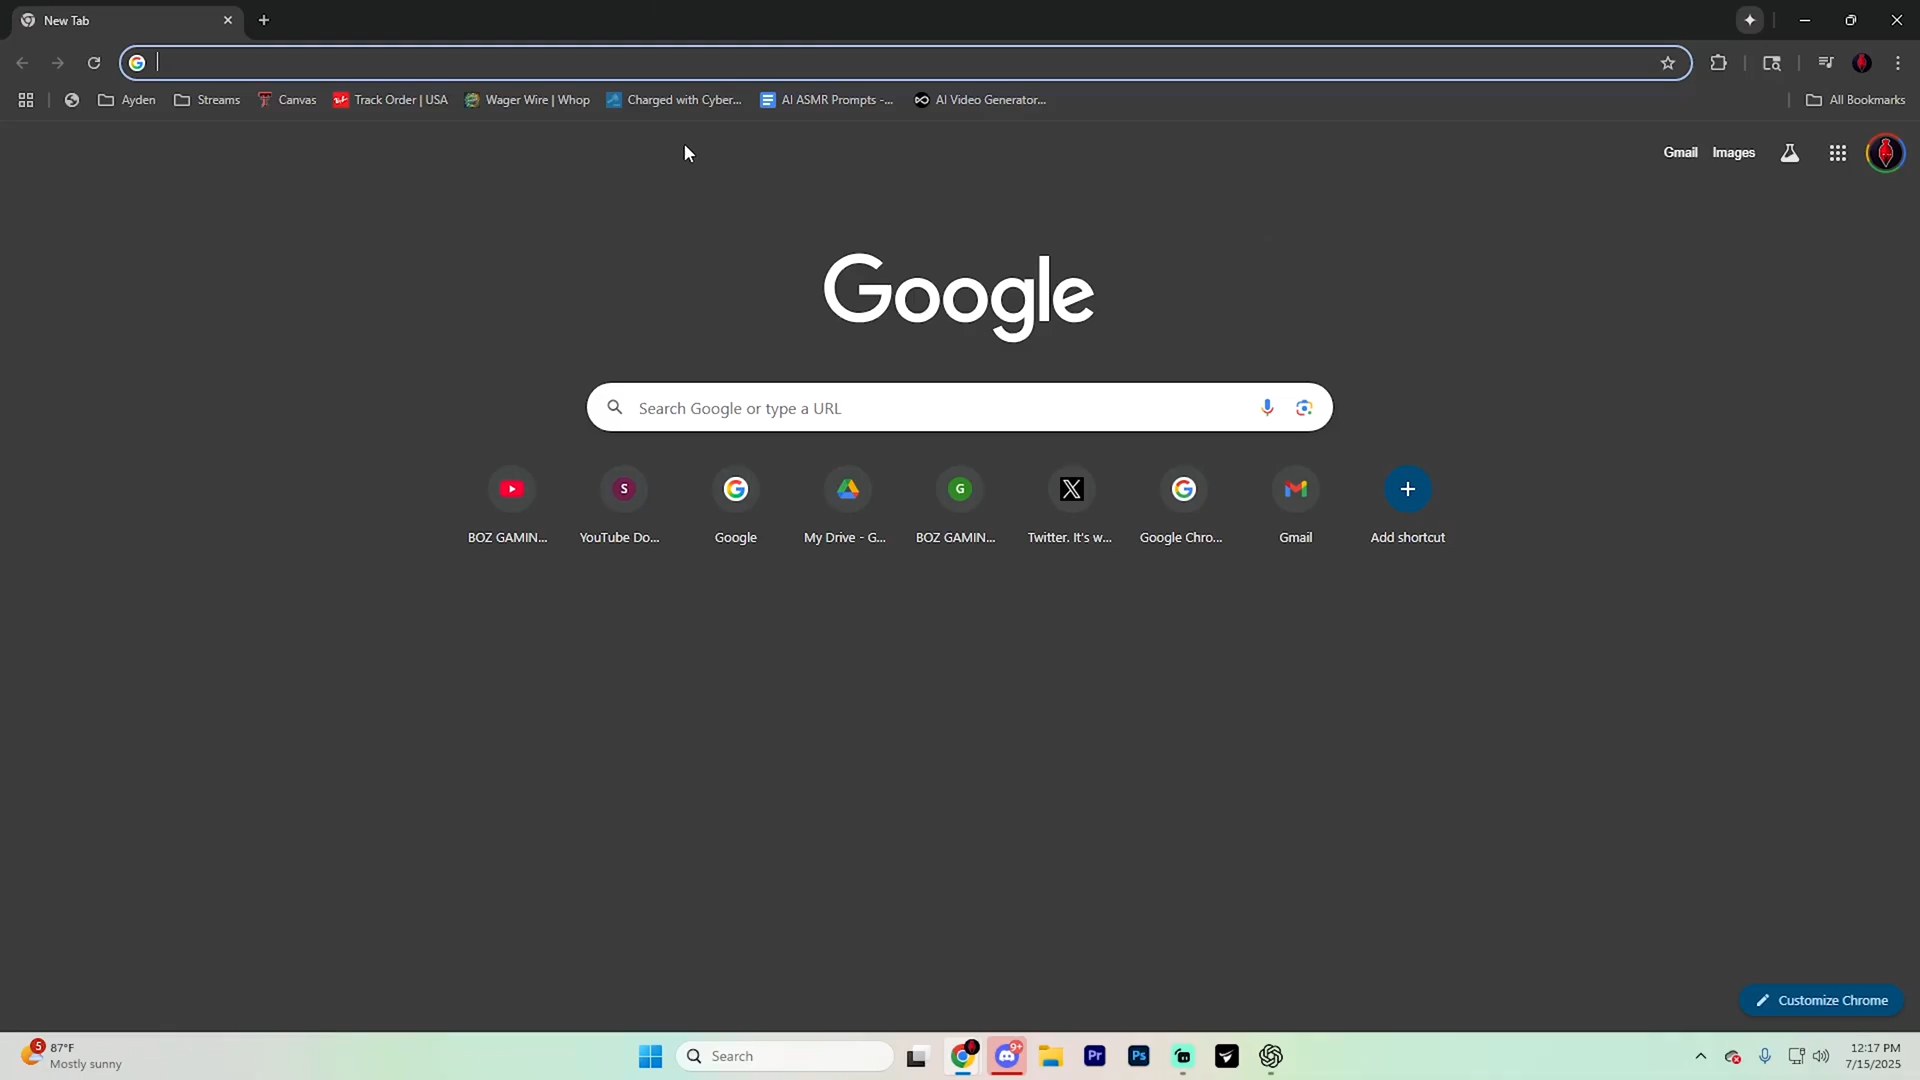 New Tab
Ayden
Streams
Canvas
Track Order | USA
Wager Wire | Whop
Charged with Cyber...
AI ASMR Prompts -...
AI Video Generator...
All Bookmarks
Gmail
Images
Google
Search Google or type a URL
S
G
BOZ GAMIN...
YouTube Do...
Google
My Drive - G...
BOZ GAMIN...
Twitter. It's w...
Google Chro...
Gmail
Add shortcut
Customize Chrome
5
87°F
Mostly sunny
Search
9+
Pr
Ps
12:17 PM
7/15/2025